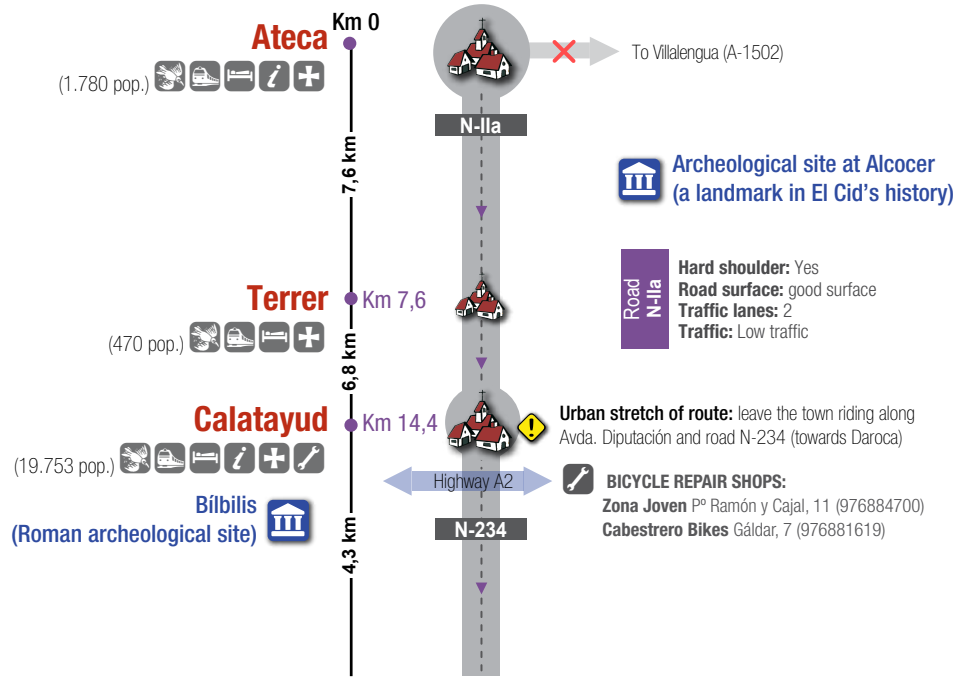 Km 0
Ateca
(1.780 pop.)
i
To Villalengua (A-1502)
N-IIa
7,6 km
Archeological site at Alcocer
(a landmark in El Cid's history)
Road
N-IIa
Hard shoulder: Yes
Road surface: good surface
Traffic lanes: 2
Traffic: Low traffic
Terrer
Km 7,6
(470 pop.)
6,8 km
Calatayud
Km 14,4
(19.753 pop.)
i
!
Urban stretch of route: leave the town riding along
Avda. Diputación and road N-234 (towards Daroca)
Highway A2
BICYCLE REPAIR SHOPS:
Zona Joven Pº Ramón y Cajal, 11 (976884700)
Cabestrero Bikes Gáldar, 7 (976881619)
Bílbilis
(Roman archeological site)
N-234
4,3 km